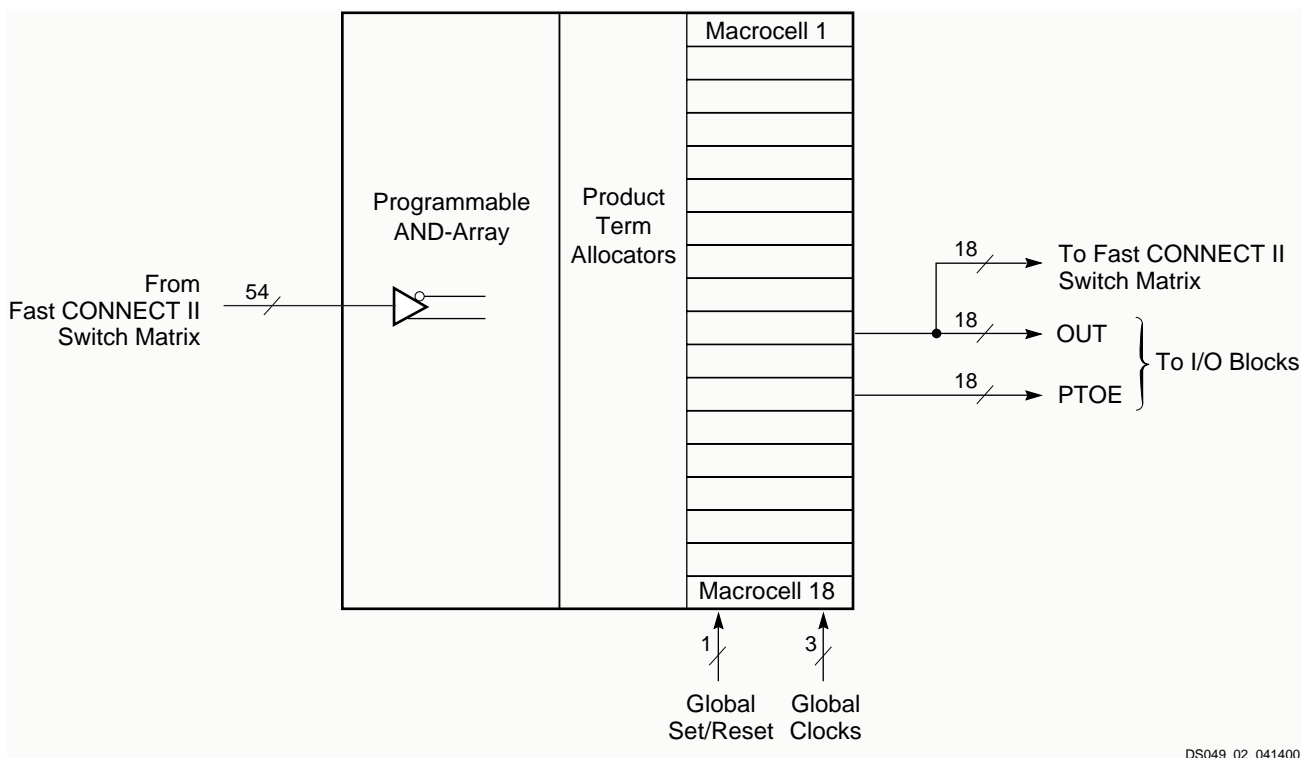 Macrocell 1
Programmable
AND-Array
Product
Term
Allocators
From
Fast CONNECT II
Switch Matrix
54
18
To Fast CONNECT II
Switch Matrix
18
OUT
To I/O Blocks
18
PTOE
Macrocell 18
1
3
Global
Set/Reset
Global
Clocks
DS049_02_041400